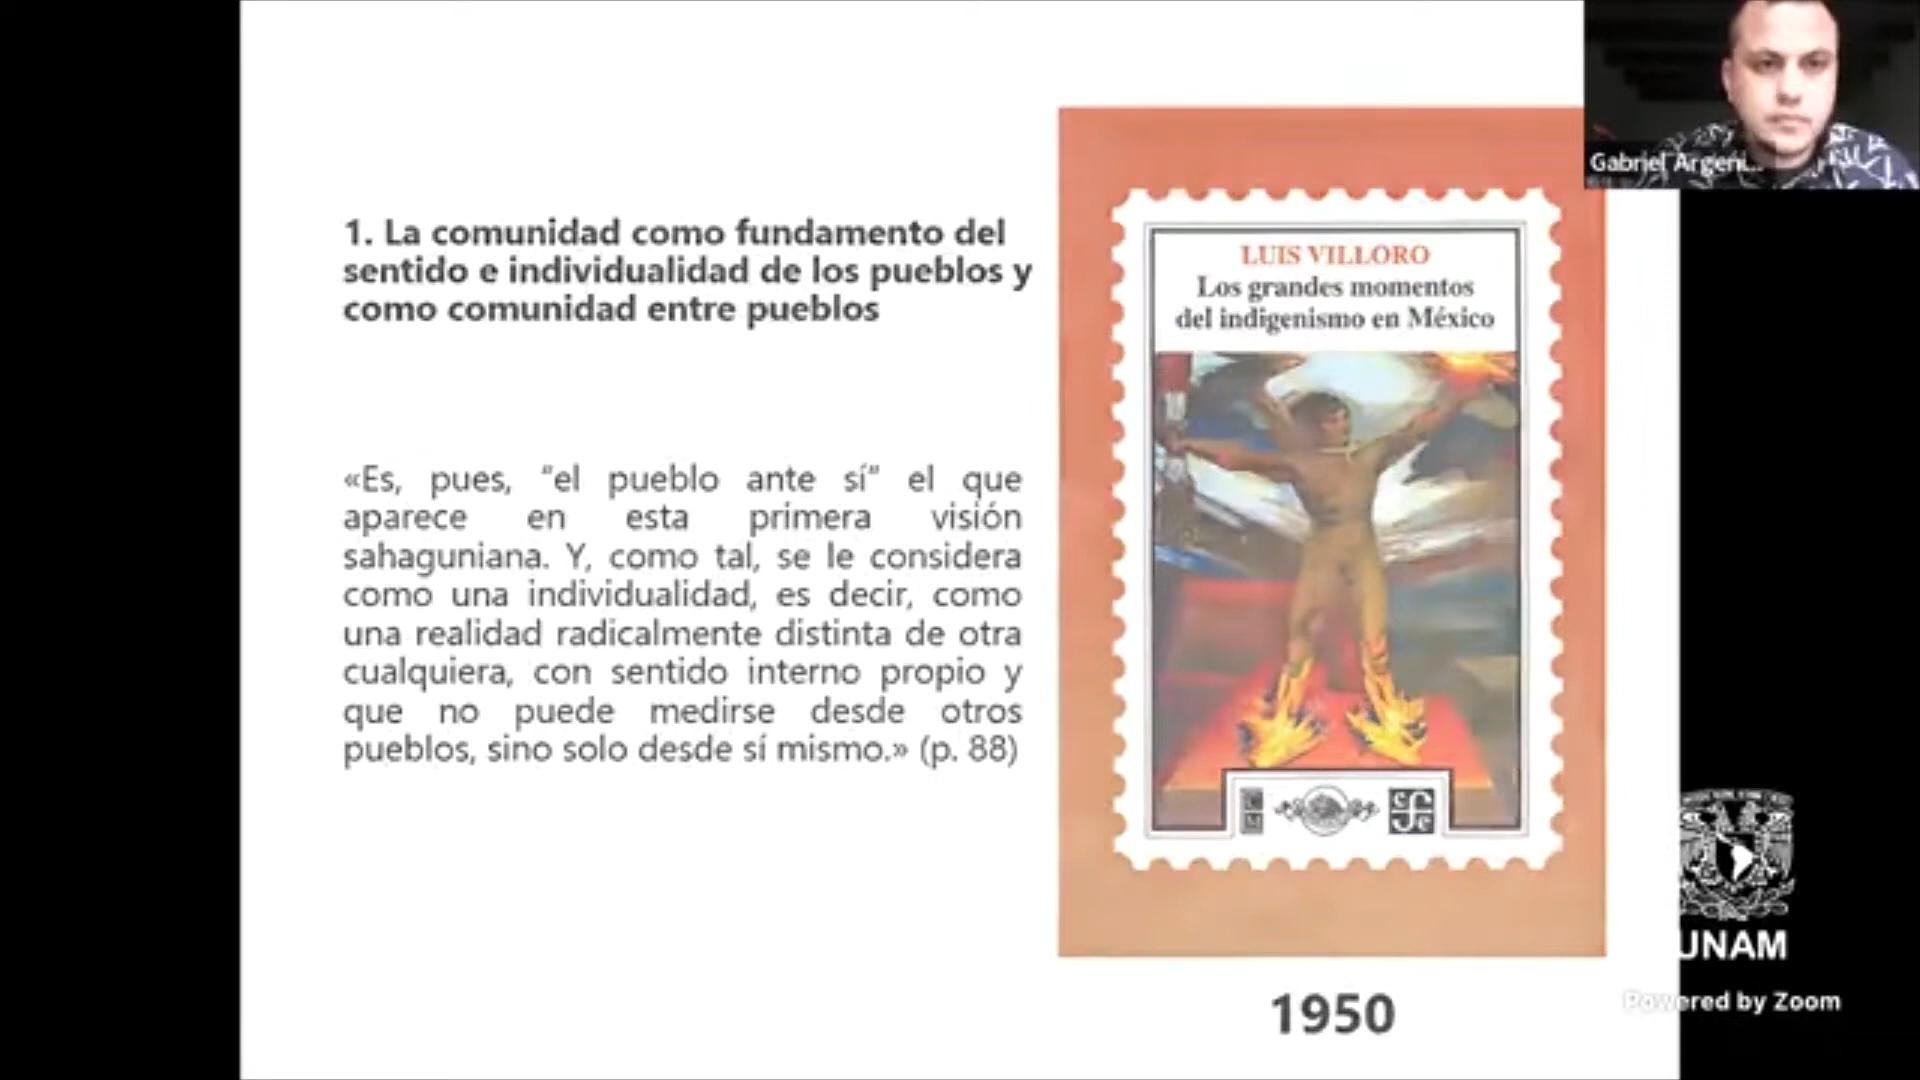 1. La comunidad como fundamento del
sentido e individualidad de los pueblos y
como comunidad entre pueblos
«Es, pues, “el pueblo ante sí” el que
aparece en esta primera visión
sahaguniana. Y, como tal, se le considera
como una individualidad, es decir, como
una realidad radicalmente distinta de otra
cualquiera, con sentido interno propio y
que no puede medirse desde otros
pueblos, sino solo desde sí mismo.» (p. 88)
LUIS VILLORO
Los grandes momentos
del indigenismo en México
1950
Gabriel Argeni...
UNAM
Powered by Zoom